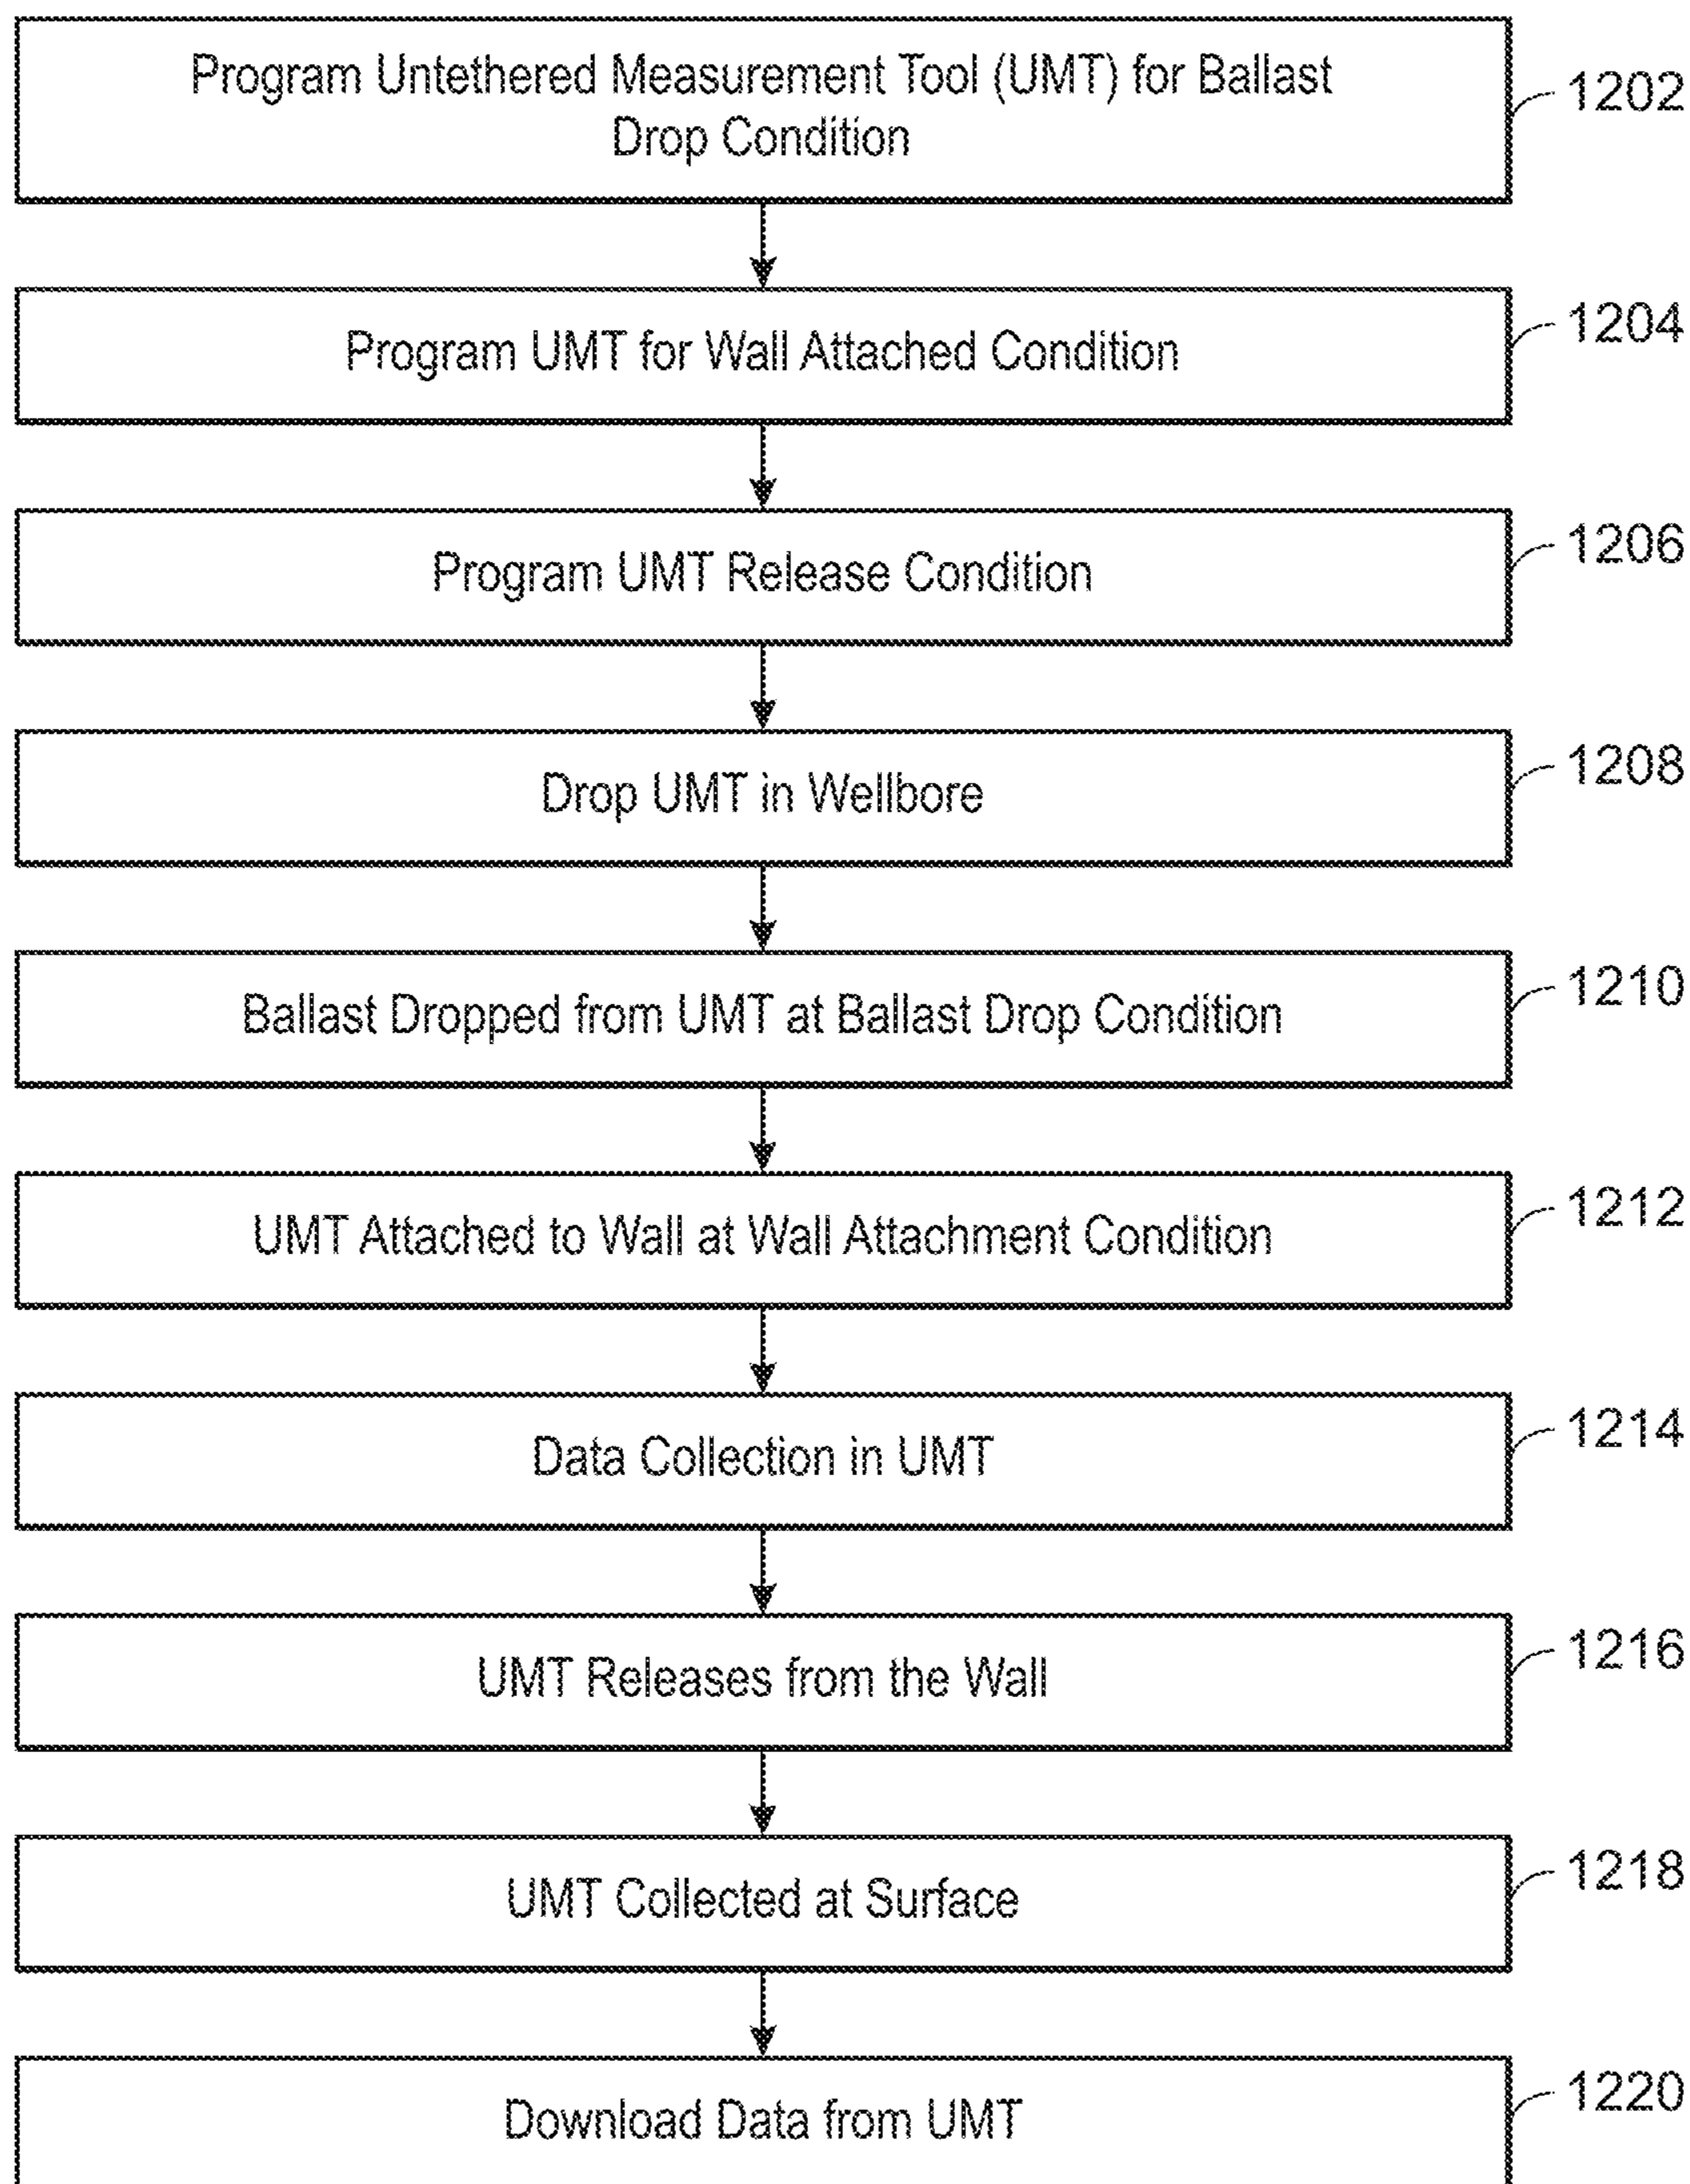 Program Untethered Measurement Tool (UMT) for Ballast
Drop Condition
1202
Program UMT for Wall Attached Condition
1204
Program UMT Release Condition
1206
Drop UMT in Wellbore
1208
Ballast Dropped from UMT at Ballast Drop Condition
1210
UMT Attached to Wall at Wall Attachment Condition
1212
Data Collection in UMT
1214
UMT Releases from the Wall
1216
UMT Collected at Surface
1218
Download Data from UMT
1220